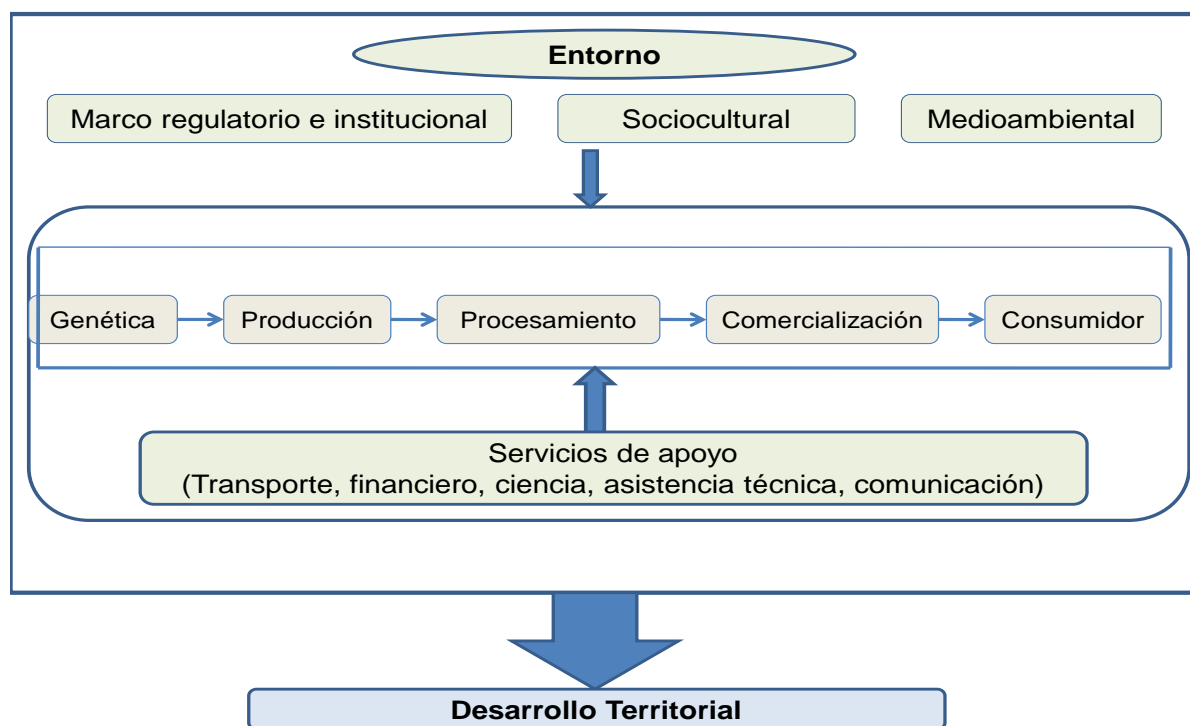 Entorno
Marco regulatorio e institucional
Sociocultural
Medioambiental
Genética
Producción
Procesamiento
Comercialización
Consumidor
Servicios de apoyo
(Transporte, financiero, ciencia, asistencia técnica, comunicación)
Desarrollo Territorial